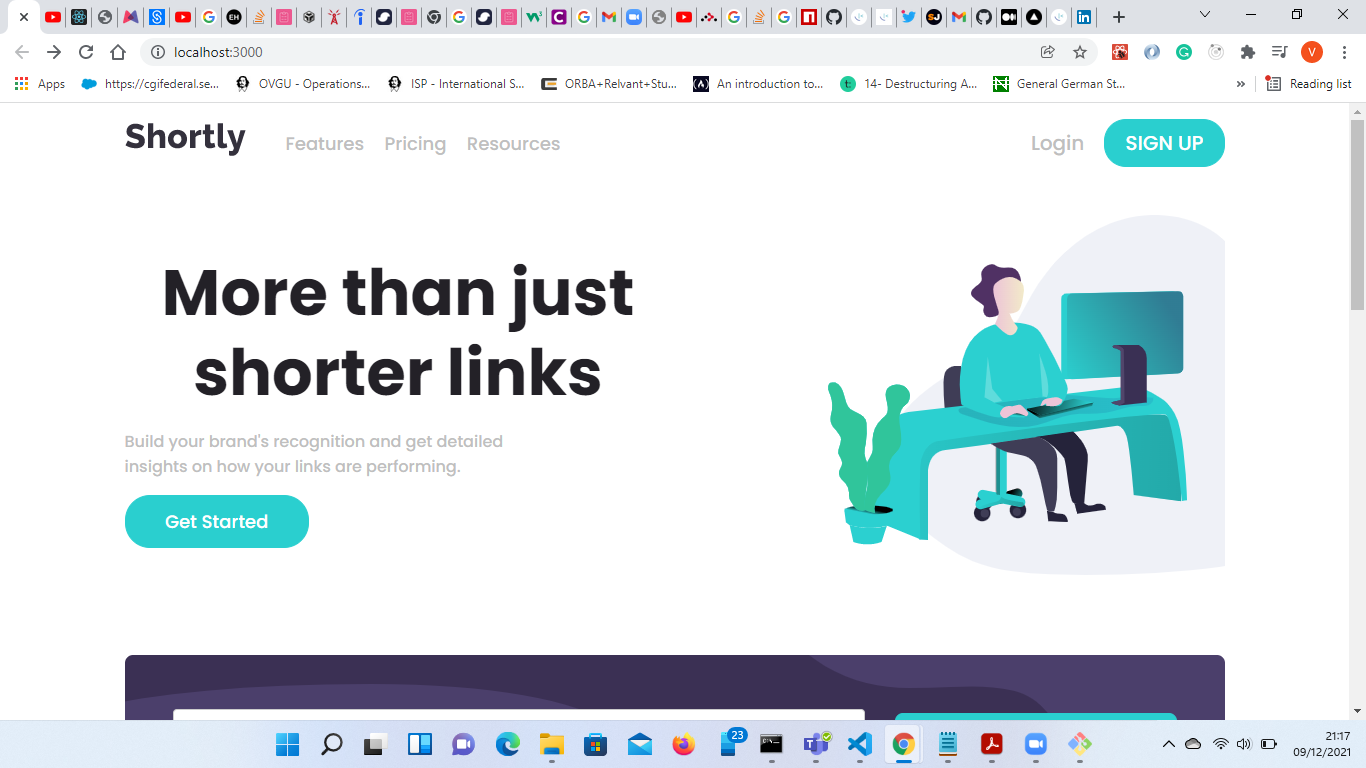 localhost:3000
V
Apps
https://cgifederal.se...
OVGU - Operations...
ISP - International S...
ORBA+Relvant+Stu...
An introduction to...
14- Destructuring A...
General German St...
»
Reading list
Shortly
Features
Pricing
Resources
Login
SIGN UP
More than just
shorter links
Build your brand's recognition and get detailed
insights on how your links are performing.
Get Started
23
21:17
09/12/2021